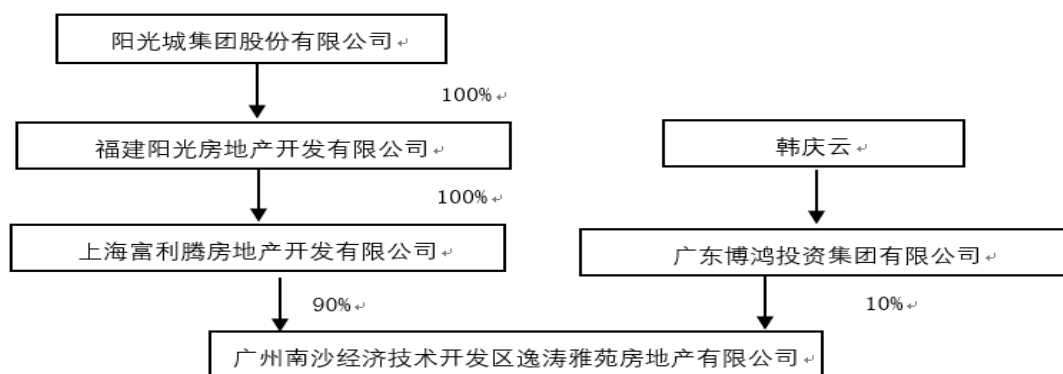 阳光城集团股份有限公司
100%
福建阳光房地产开发有限公司
韩庆云
100%
上海富利腾房地产开发有限公司
广东博鸿投资集团有限公司
90%
10%
广州南沙经济技术开发区逸涛雅苑房地产有限公司